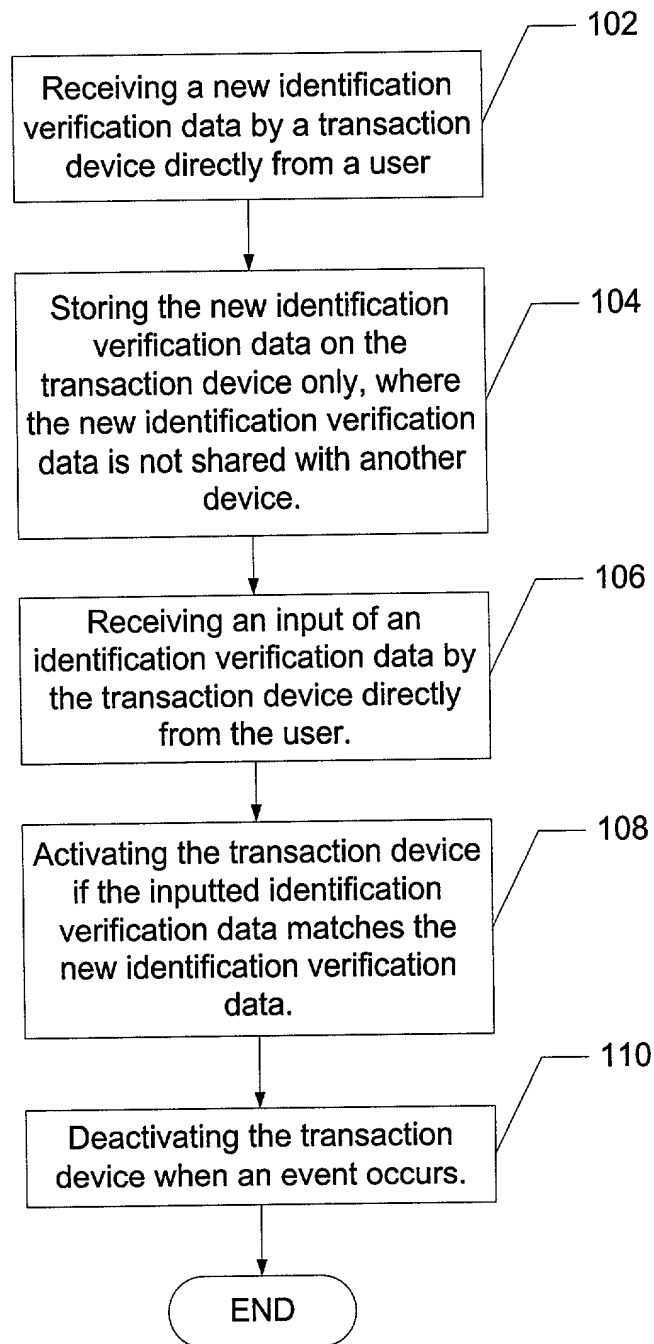 102
Receiving a new identification
verification data by a transaction
device directly from a user
104
Storing the new identification
verification data on the
transaction device only, where
the new identification verification
data is not shared with another
device.
106
Receiving an input of an
identification verification data by
the transaction device directly
from the user.
108
Activating the transaction device
if the inputted identification
verification data matches the
new identification verification
data.
110
Deactivating the transaction
device when an event occurs.
END